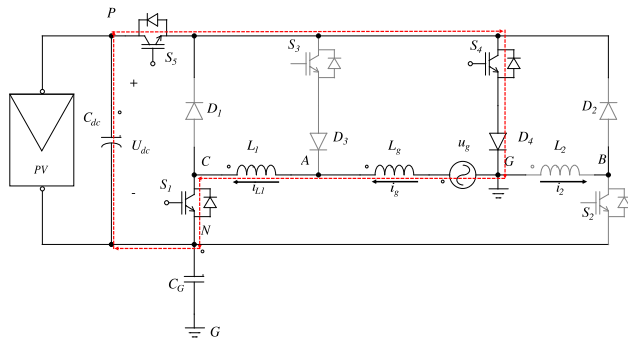 P
S5
S3
S4
+
Cdc
D1
D2
Udc
D3
L1
Lg
ug
D4
L2
PV
C
A
G
B
-
S1
iL1
ig
i2
S2
N
CG
G